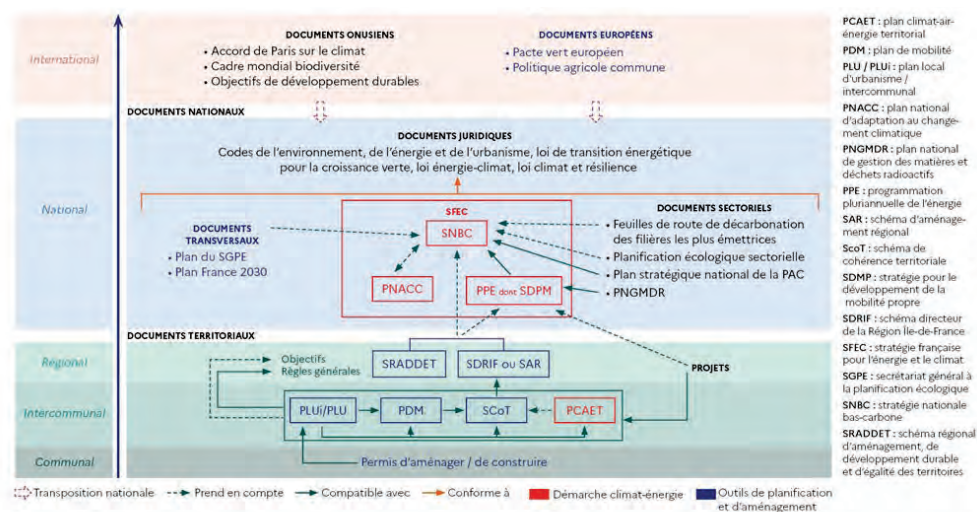 International
DOCUMENTS ONUSIENS
• Accord de Paris sur le climat
• Cadre mondial biodiversité
• Objectifs de développement durables
DOCUMENTS EUROPÉENS
• Pacte vert européen
• Politique agricole commune
DOCUMENTS NATIONAUX
National
DOCUMENTS JURIDIQUES
Codes de l'environnement, de l'énergie et de l'urbanisme, loi de transition énergétique
pour la croissance verte, loi énergie-climat, loi climat et résilience
DOCUMENTS
TRANSVERSAUX
• Plan du SGPE
• Plan France 2030
SFEC
SNBC
PNACC
PPE dont SDPM
DOCUMENTS SECTORIELS
• Feuilles de route de décarbonation
des filières les plus émettrices
• Planification écologique sectorielle
• Plan stratégique national de la PAC
• PNGMDR
DOCUMENTS TERRITORIAUX
Régional
Objectifs
Règles générales
SRADDET
SDRIF ou SAR
PROJETS
Intercommunal
PLUi/PLU
PDM
SCoT
PCAET
Communal
Permis d'aménager / de construire
Transposition nationale
Prend en compte
Compatible avec
Conforme à
Démarche climat-énergie
Outils de planification
et d'aménagement
PCAET : plan climat-air-
énergie territorial
PDM : plan de mobilité
PLU / PLUi : plan local
d'urbanisme /
intercommunal
PNACC : plan national
d'adaptation au change-
ment climatique
PNGMDR : plan national
de gestion des matières et
déchets radioactifs
PPE : programmation
pluriannuelle de l'énergie
SAR : schéma d'aménage-
ment régional
ScoT : schéma de
cohérence territoriale
SDMP : stratégie pour le
développement de la
mobilité propre
SDRIF : schéma directeur
de la Région Île-de-France
SFEC : stratégie française
pour l'énergie et le climat
SGPE : secrétariat général à
la planification écologique
SNBC : stratégie nationale
bas-carbone
SRADDET : schéma régional
d'aménagement, de
développement durable
et d'égalité des territoires